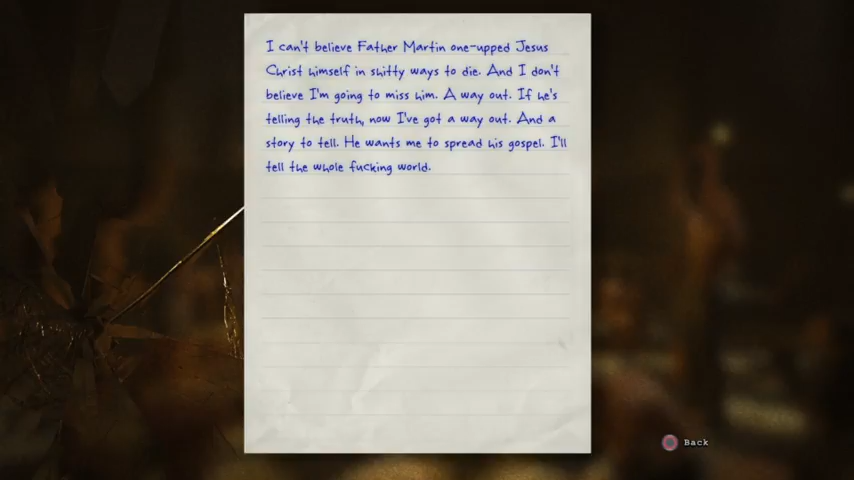 I can't believe Father Martin one-upped Jesus
Christ himself in shitty ways to die. And I don't
believe I'm going to miss him. A way out. If he's
telling the truth, now I've got a way out. And a
story to tell. He wants me to spread his gospel. I'll
tell the whole fucking world.
Back